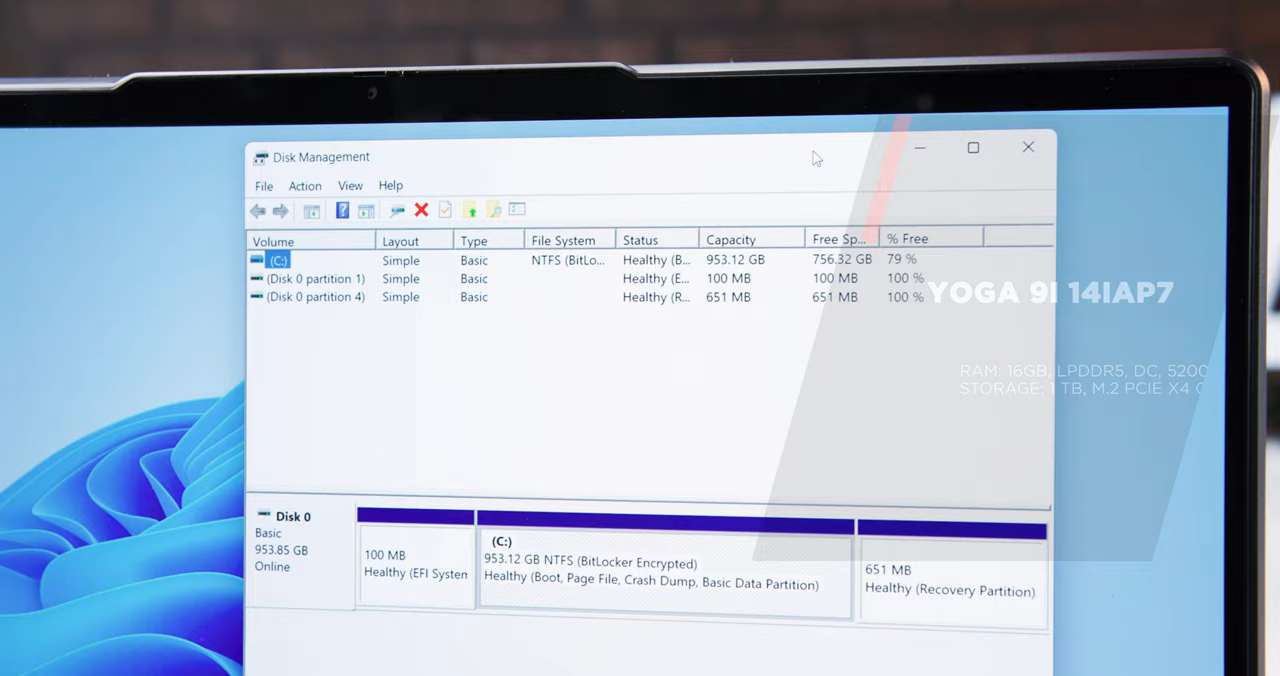 Disk Management
File Action View Help
Volume Layout Type File System Status Capacity Free Sp... % Free
(C:) Simple Basic NTFS (BitLo... Healthy (B... 953.12 GB 756.32 GB 79 %
(Disk 0 partition 1) Simple Basic Healthy (E... 100 MB 100 MB 100 %
(Disk 0 partition 4) Simple Basic Healthy (R... 651 MB 651 MB 100 %
YOGA 9I 14IAP7
RAM: 16GB, LPDDR5, DC, 5200
STORAGE: 1 TB, M.2 PCIE X4
Disk 0
Basic
953.85 GB
Online
100 MB
Healthy (EFI System
(C:)
953.12 GB NTFS (BitLocker Encrypted)
Healthy (Boot, Page File, Crash Dump, Basic Data Partition)
651 MB
Healthy (Recovery Partition)